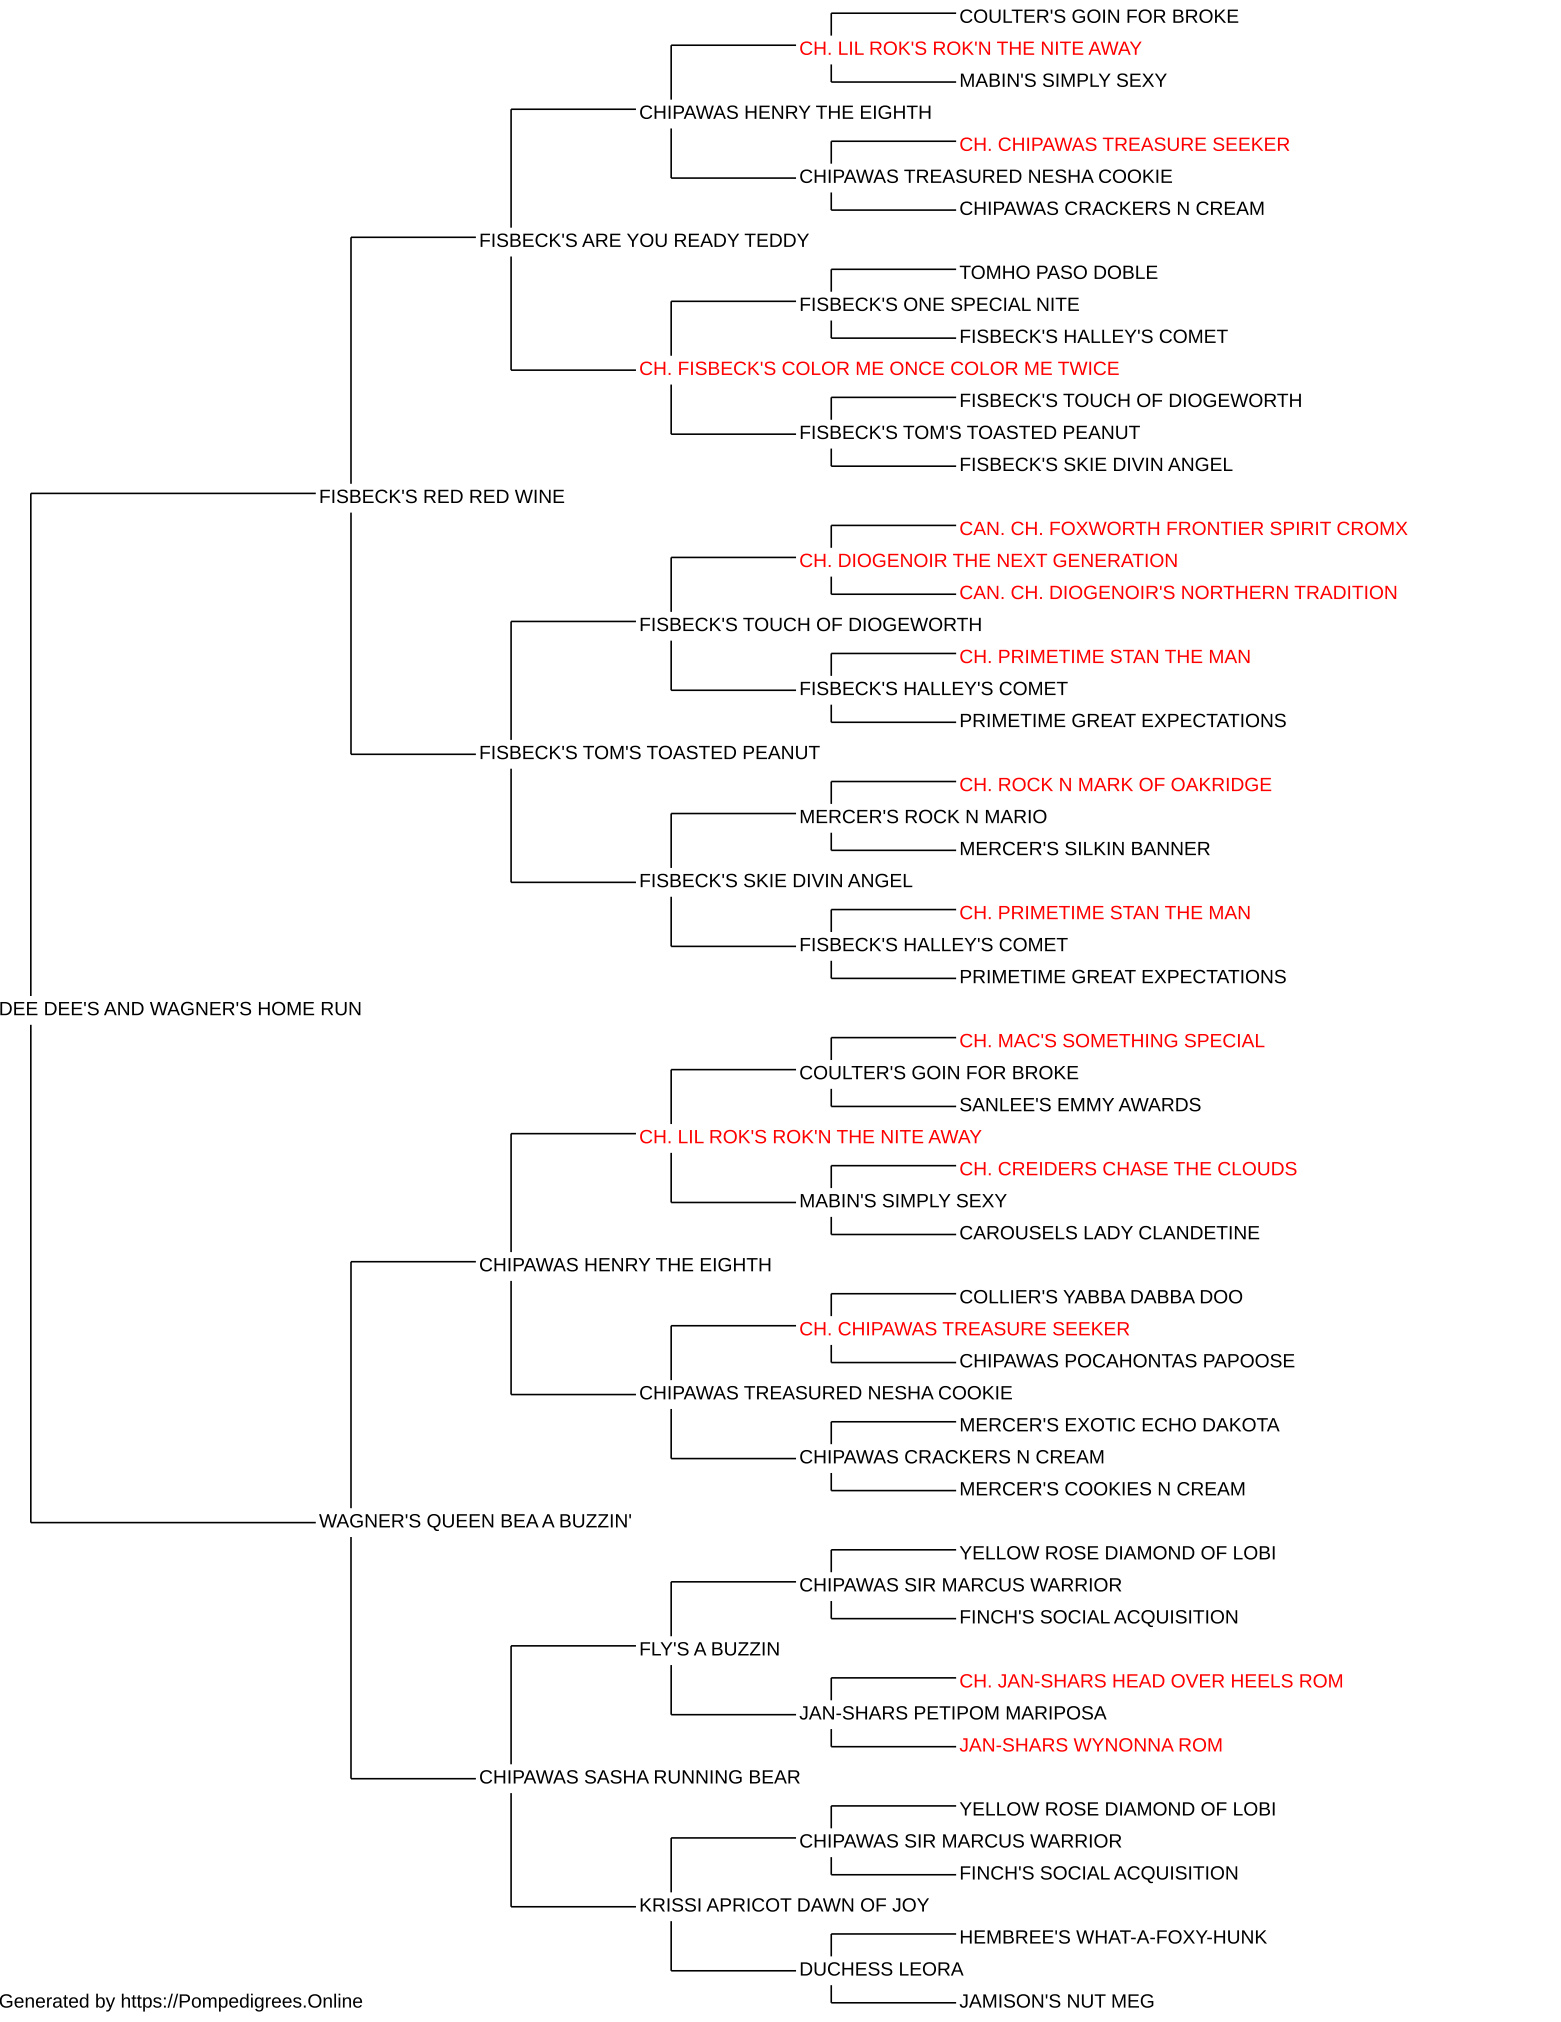 COULTER'S GOIN FOR BROKE
CH. LIL ROK'S ROK'N THE NITE AWAY
MABIN'S SIMPLY SEXY
CHIPAWAS HENRY THE EIGHTH
CH. CHIPAWAS TREASURE SEEKER
CHIPAWAS TREASURED NESHA COOKIE
CHIPAWAS CRACKERS N CREAM
FISBECK'S ARE YOU READY TEDDY
TOMHO PASO DOBLE
FISBECK'S ONE SPECIAL NITE
FISBECK'S HALLEY'S COMET
CH. FISBECK'S COLOR ME ONCE COLOR ME TWICE
FISBECK'S TOUCH OF DIOGEWORTH
FISBECK'S TOM'S TOASTED PEANUT
FISBECK'S SKIE DIVIN ANGEL
FISBECK'S RED RED WINE
CAN. CH. FOXWORTH FRONTIER SPIRIT CROMX
CH. DIOGENOIR THE NEXT GENERATION
CAN. CH. DIOGENOIR'S NORTHERN TRADITION
FISBECK'S TOUCH OF DIOGEWORTH
CH. PRIMETIME STAN THE MAN
FISBECK'S HALLEY'S COMET
PRIMETIME GREAT EXPECTATIONS
FISBECK'S TOM'S TOASTED PEANUT
CH. ROCK N MARK OF OAKRIDGE
MERCER'S ROCK N MARIO
MERCER'S SILKIN BANNER
FISBECK'S SKIE DIVIN ANGEL
CH. PRIMETIME STAN THE MAN
FISBECK'S HALLEY'S COMET
PRIMETIME GREAT EXPECTATIONS
DEE DEE'S AND WAGNER'S HOME RUN
CH. MAC'S SOMETHING SPECIAL
COULTER'S GOIN FOR BROKE
SANLEE'S EMMY AWARDS
CH. LIL ROK'S ROK'N THE NITE AWAY
CH. CREIDERS CHASE THE CLOUDS
MABIN'S SIMPLY SEXY
CAROUSELS LADY CLANDETINE
CHIPAWAS HENRY THE EIGHTH
COLLIER'S YABBA DABBA DOO
CH. CHIPAWAS TREASURE SEEKER
CHIPAWAS POCAHONTAS PAPOOSE
CHIPAWAS TREASURED NESHA COOKIE
MERCER'S EXOTIC ECHO DAKOTA
CHIPAWAS CRACKERS N CREAM
MERCER'S COOKIES N CREAM
WAGNER'S QUEEN BEA A BUZZIN'
YELLOW ROSE DIAMOND OF LOBI
CHIPAWAS SIR MARCUS WARRIOR
FINCH'S SOCIAL ACQUISITION
FLY'S A BUZZIN
CH. JAN-SHARS HEAD OVER HEELS ROM
JAN-SHARS PETIPOM MARIPOSA
JAN-SHARS WYNONNA ROM
CHIPAWAS SASHA RUNNING BEAR
YELLOW ROSE DIAMOND OF LOBI
CHIPAWAS SIR MARCUS WARRIOR
FINCH'S SOCIAL ACQUISITION
KRISSI APRICOT DAWN OF JOY
HEMBREE'S WHAT-A-FOXY-HUNK
DUCHESS LEORA
JAMISON'S NUT MEG
Generated by https://Pompedigrees.Online